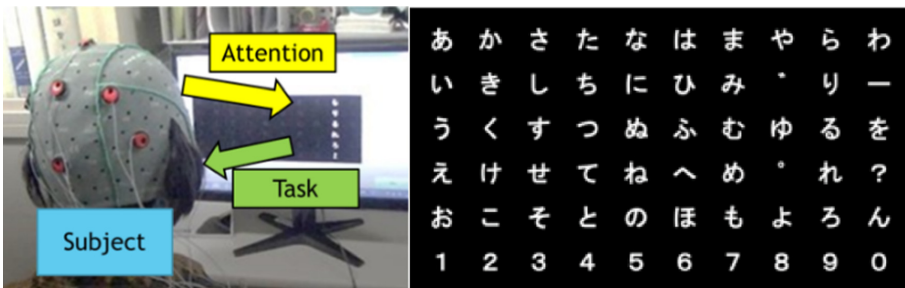 Attention
Task
Subject
あ か さ た な は ま や ら わ
い き し ち に ひ み ゛ り ー
う く す つ ぬ ふ む ゆ る を
え け せ て ね へ め ゜ れ ?
お こ そ と の ほ も よ ろ ん
1 2 3 4 5 6 7 8 9 0